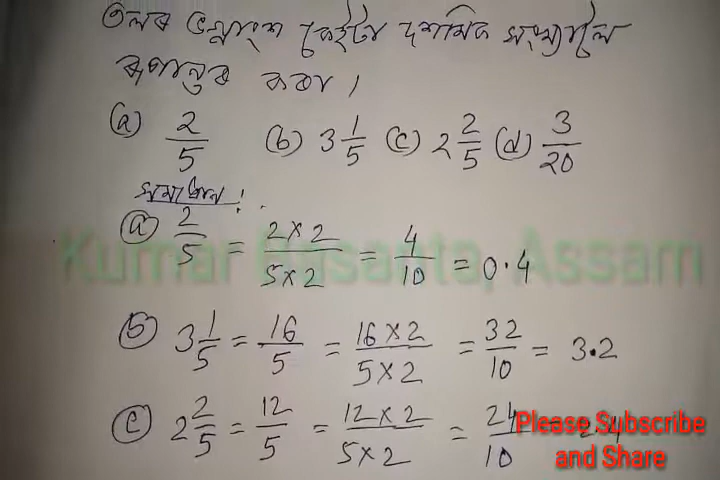 তলৰ ভগ্নাংশ কেইটা দশমিক সংখ্যালৈ
ৰূপান্তৰ কৰা।
(a) 2/5 (b) 3 1/5 (c) 2 2/5 (d) 3/20
সমাধান:
(a) 2/5 = 2×2/5×2 = 4/10 = 0.4
Kumar Basanta, Assam
(b) 3 1/5 = 16/5 = 16×2/5×2 = 32/10 = 3.2
(c) 2 2/5 = 12/5 = 12×2/5×2 = 24/10 = 2.4
Please Subscribe
and Share